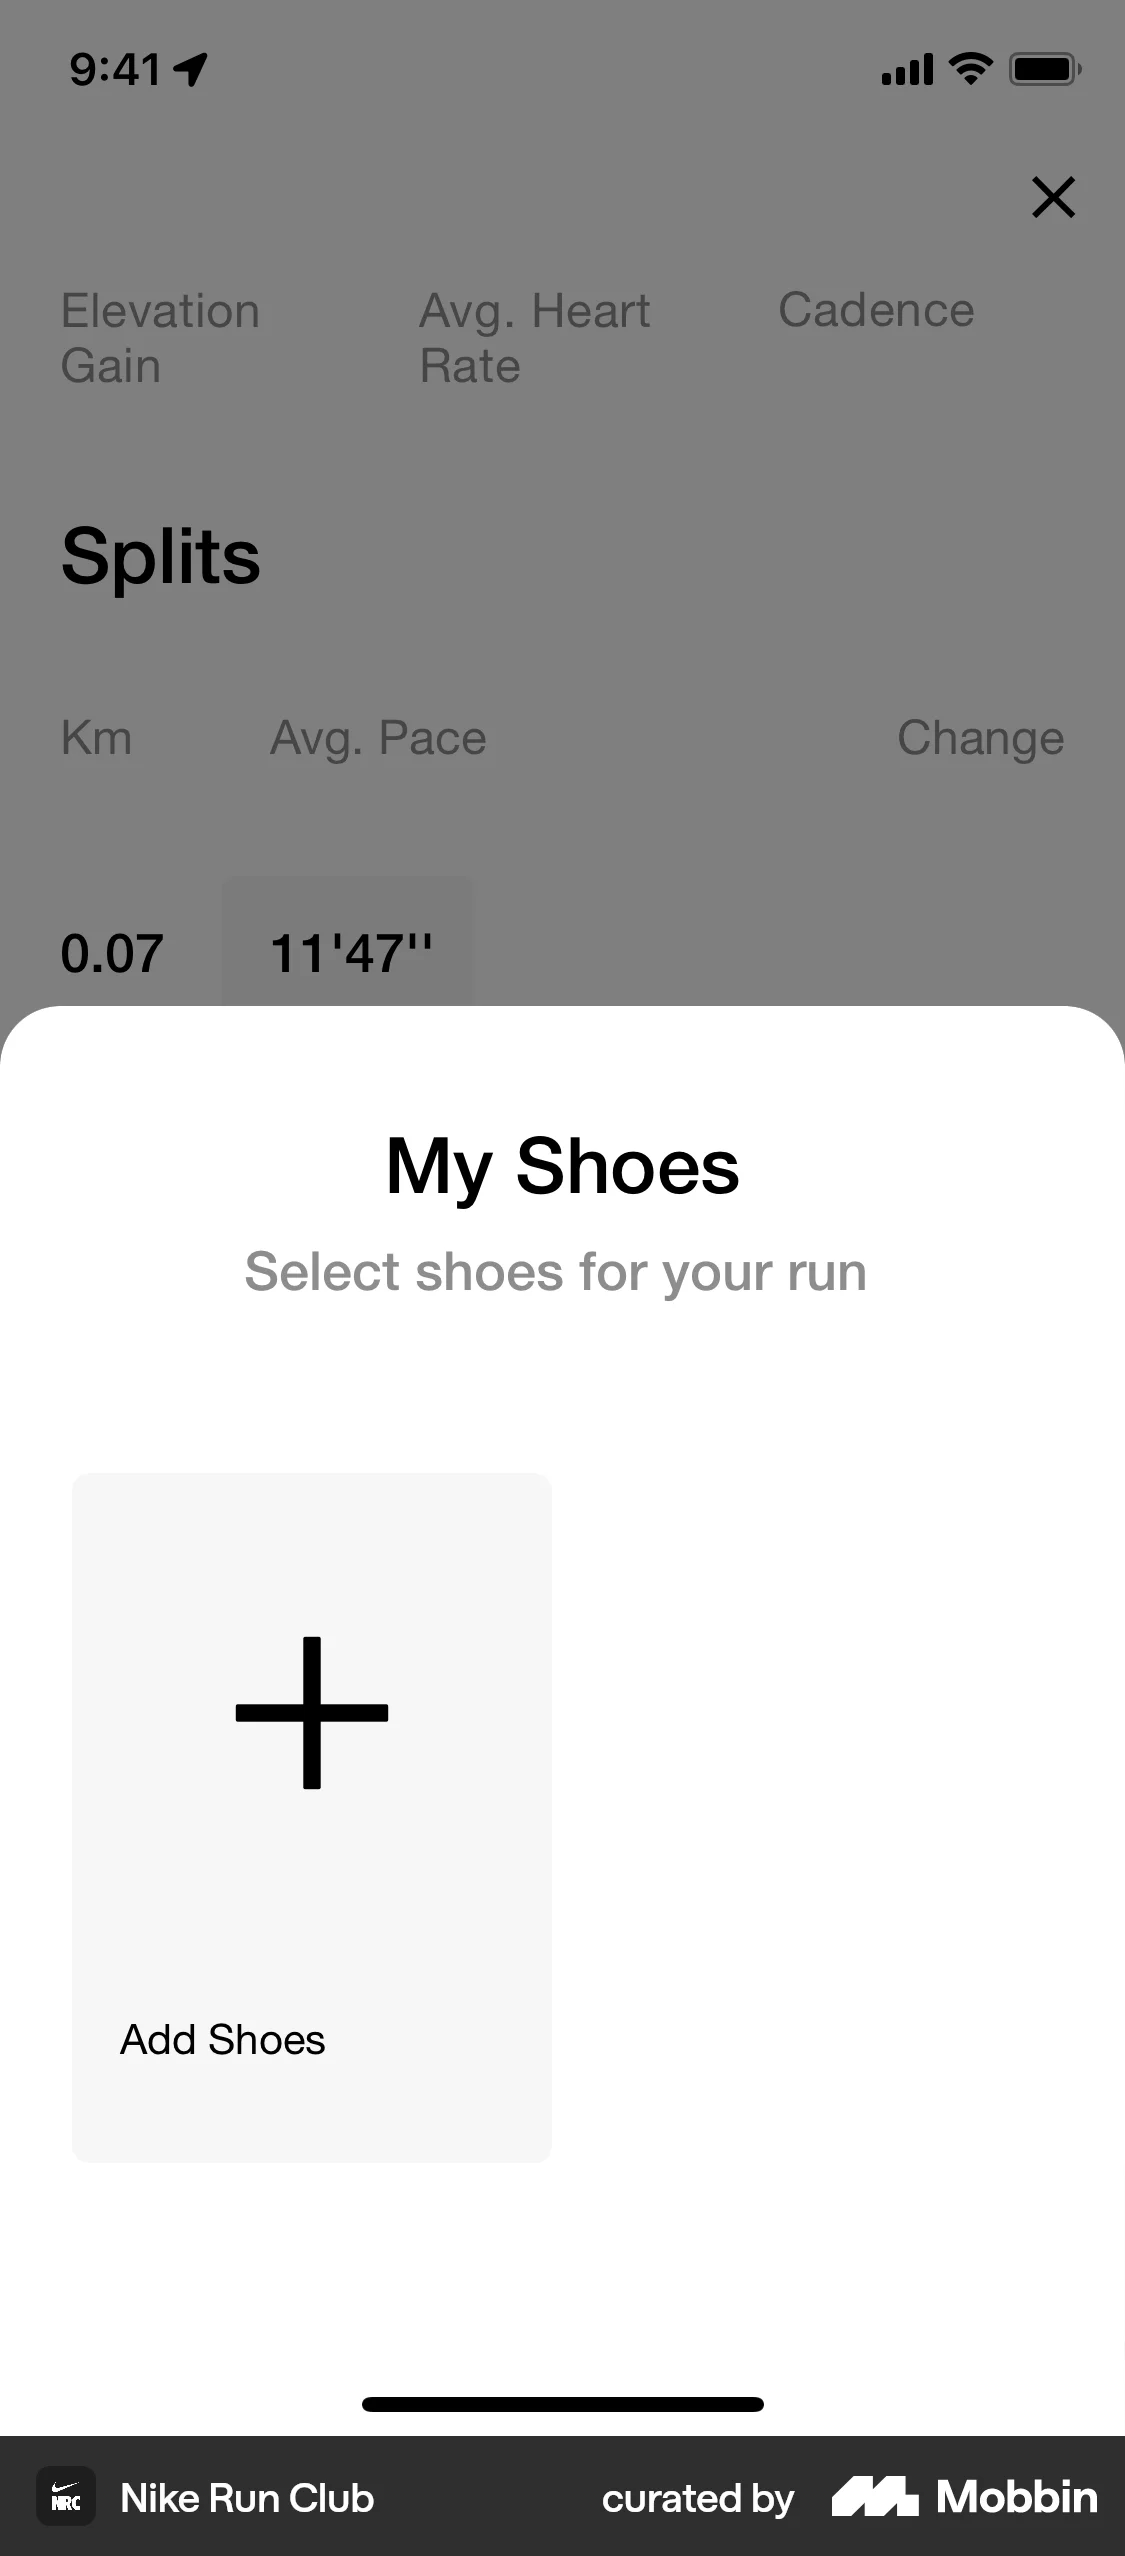 9:41
Elevation Gain
Avg. Heart Rate
Cadence
Splits
Km Avg. Pace Change
0.07 11'47''
My Shoes
Select shoes for your run
Add Shoes
NRC Nike Run Club curated by Mobbin